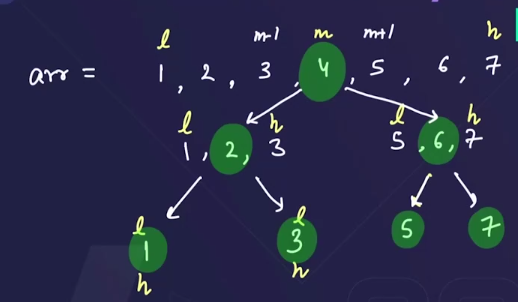 l m-1 m m+1 h
arr = 1, 2, 3, 4, 5, 6, 7
l h l h
1, 2, 3 5, 6, 7
l l
1 3 5 7
h h